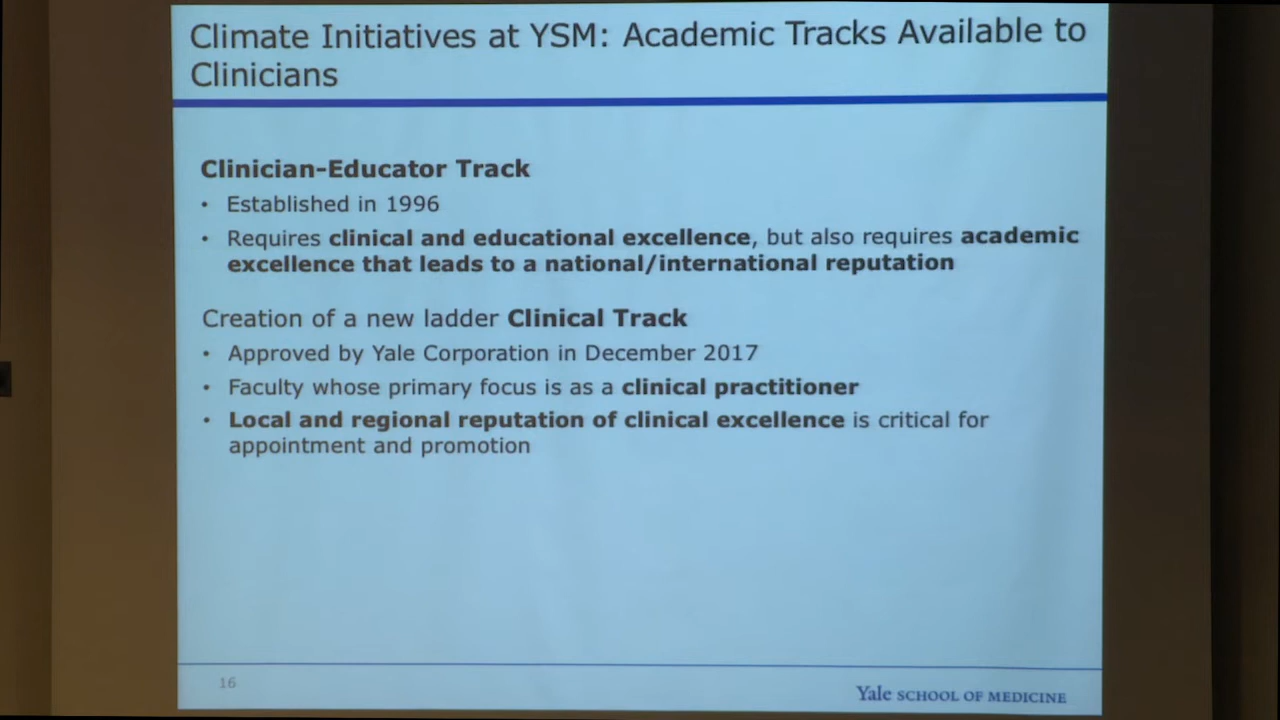 Climate Initiatives at YSM: Academic Tracks Available to
Clinicians
Clinician-Educator Track
• Established in 1996
• Requires clinical and educational excellence, but also requires academic
excellence that leads to a national/international reputation
Creation of a new ladder Clinical Track
• Approved by Yale Corporation in December 2017
• Faculty whose primary focus is as a clinical practitioner
• Local and regional reputation of clinical excellence is critical for
appointment and promotion
16
Yale SCHOOL OF MEDICINE